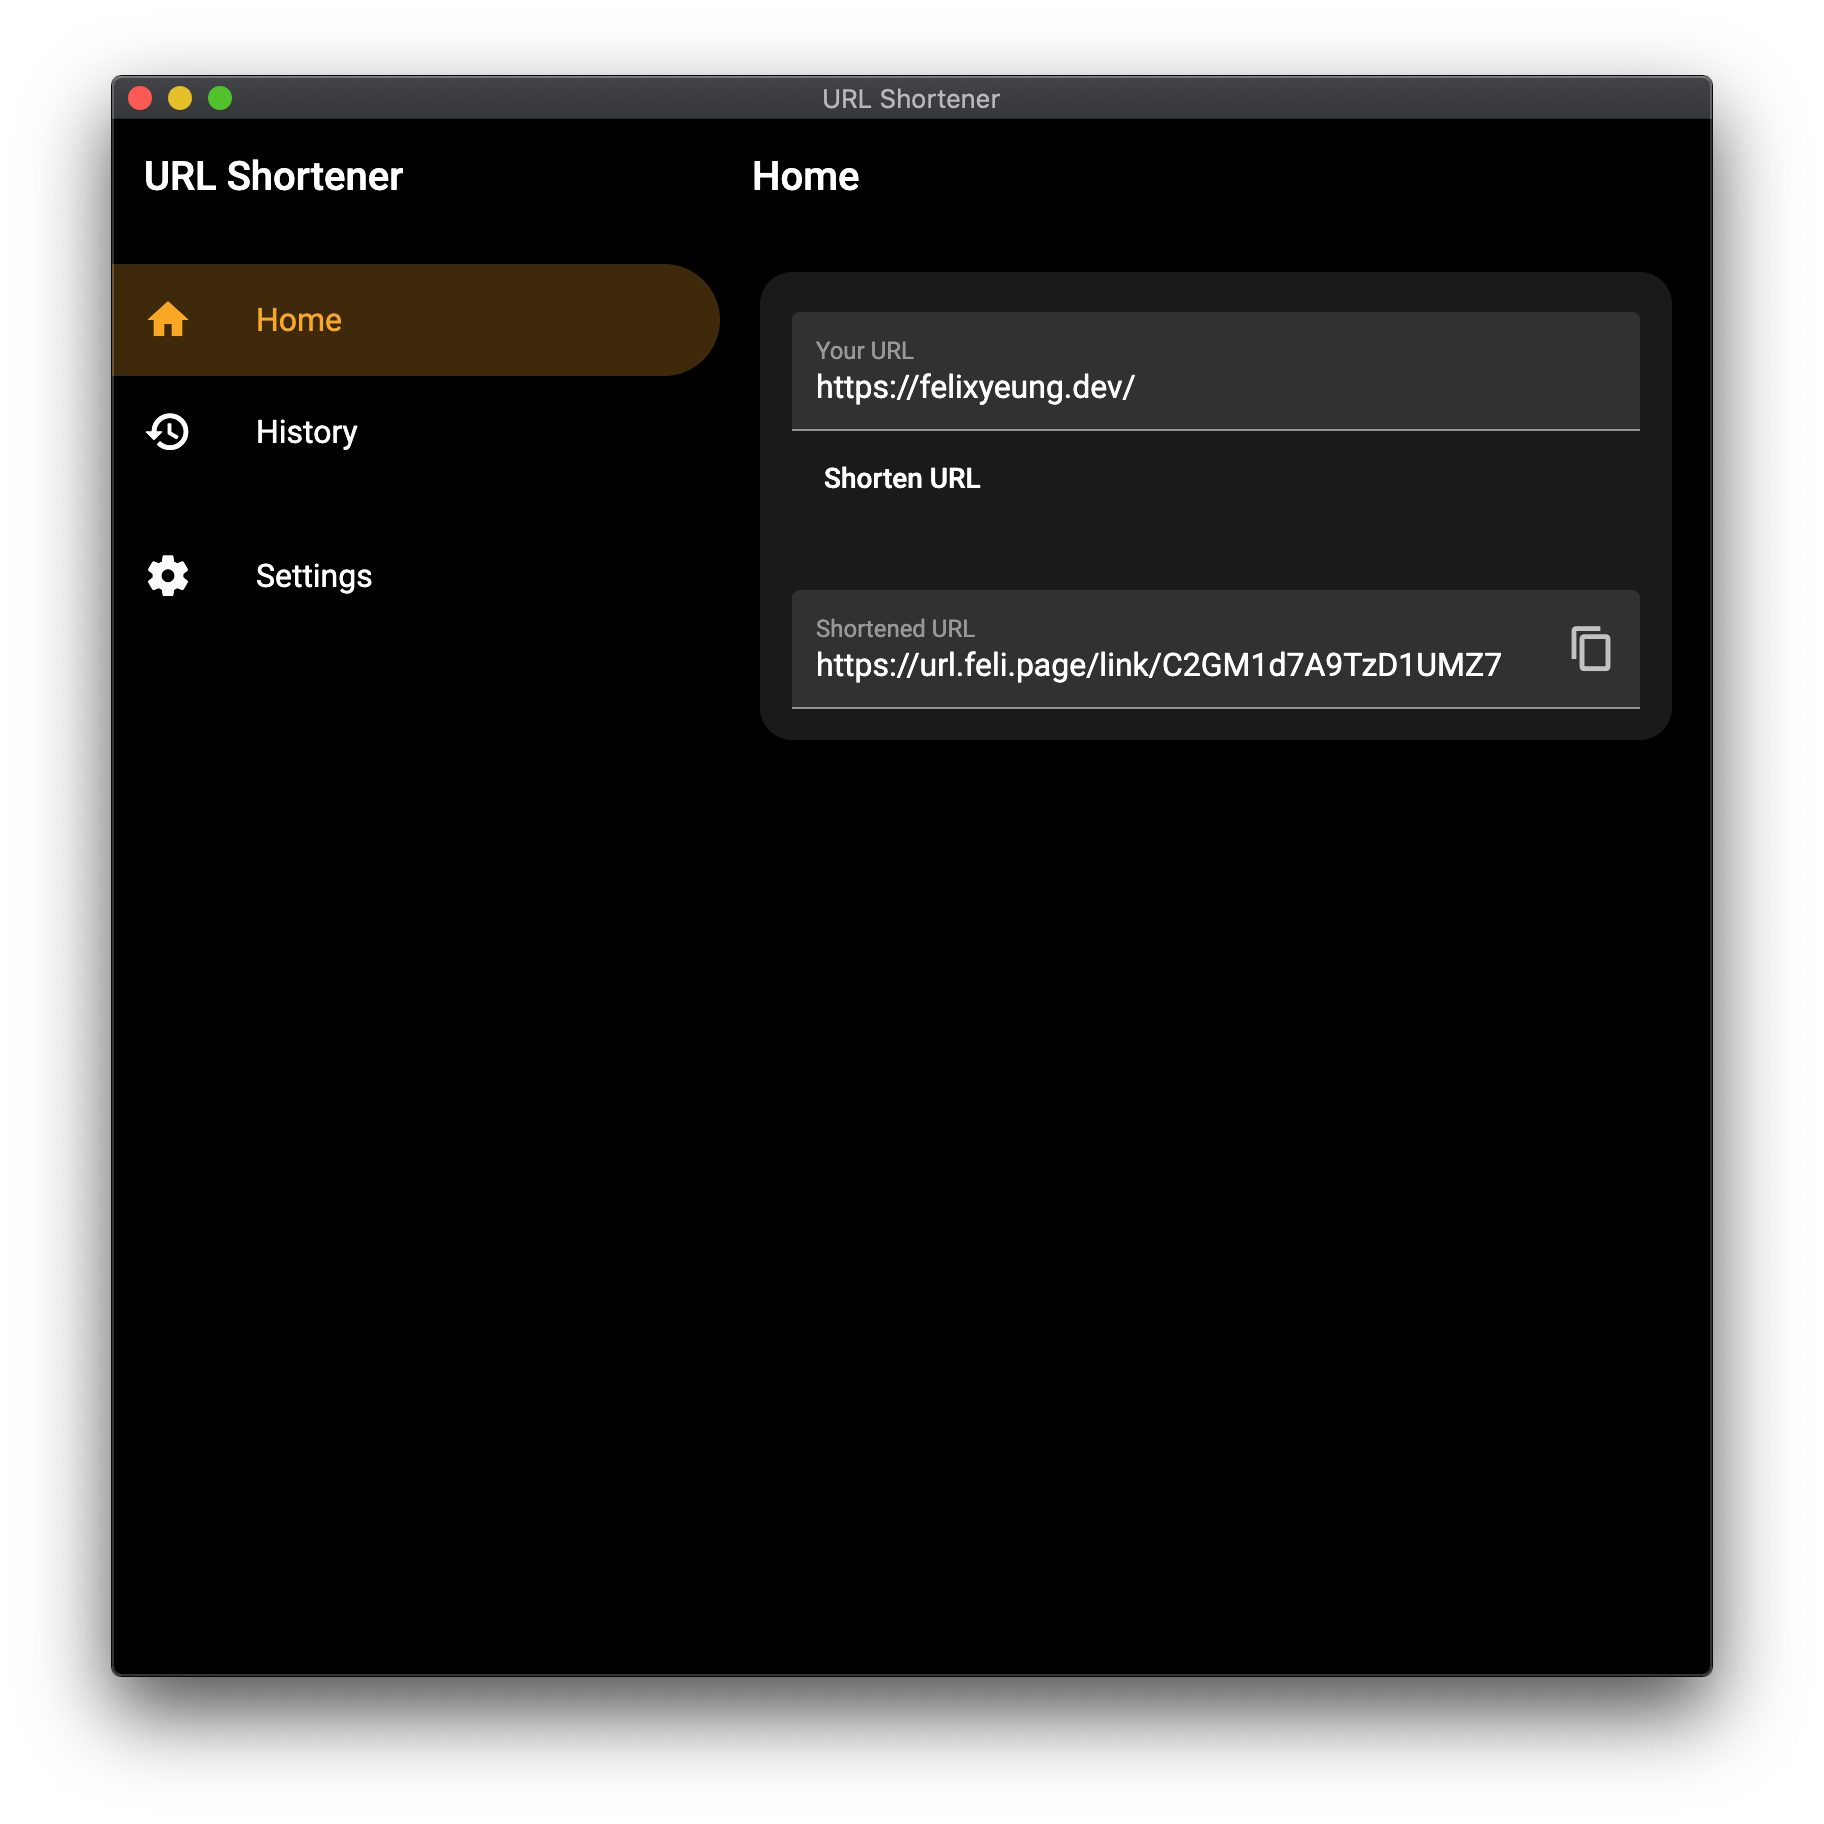 URL Shortener
URL Shortener
Home
History
Settings
Home
Your URL
https://felixyeung.dev/
Shorten URL
Shortened URL
https://url.feli.page/link/C2GM1d7A9TzD1UMZ7